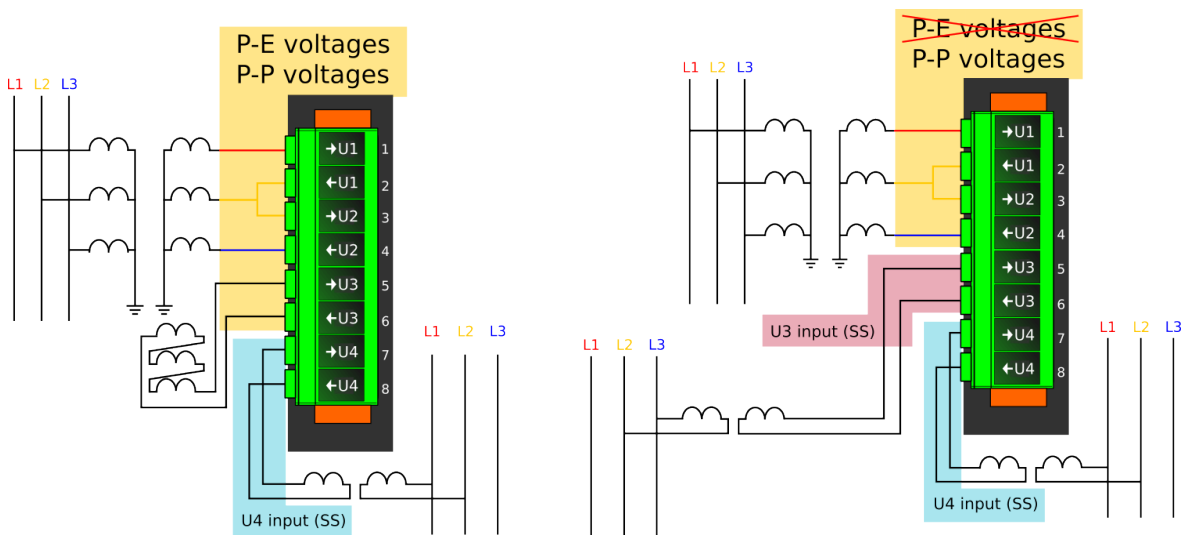 P-E voltages
P-P voltages
L1 L2 L3
→U1 1
←U1 2
→U2 3
←U2 4
→U3 5
←U3 6
→U4 7
←U4 8
L1 L2 L3
U4 input (SS)
P-E voltages
P-P voltages
L1 L2 L3
→U1 1
←U1 2
→U2 3
←U2 4
→U3 5
←U3 6
→U4 7
←U4 8
U3 input (SS)
L1 L2 L3
L1 L2 L3
U4 input (SS)